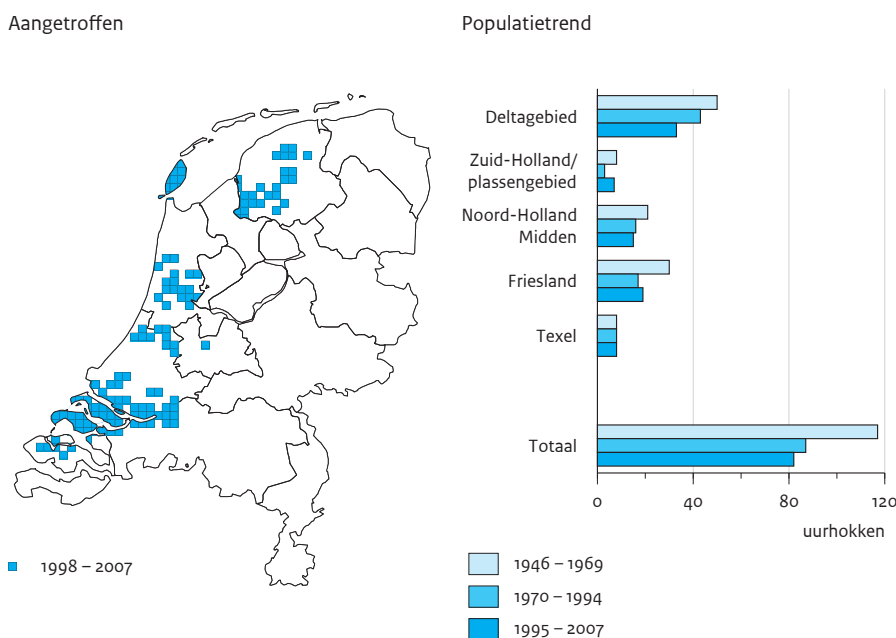 Aangetroffen
Populatietrend
Deltagebied
Zuid-Holland/
plassengebied
Noord-Holland
Midden
Friesland
Texel
Totaal
0 40 80 120
uurhokken
1998 – 2007
1946 – 1969
1970 – 1994
1995 – 2007